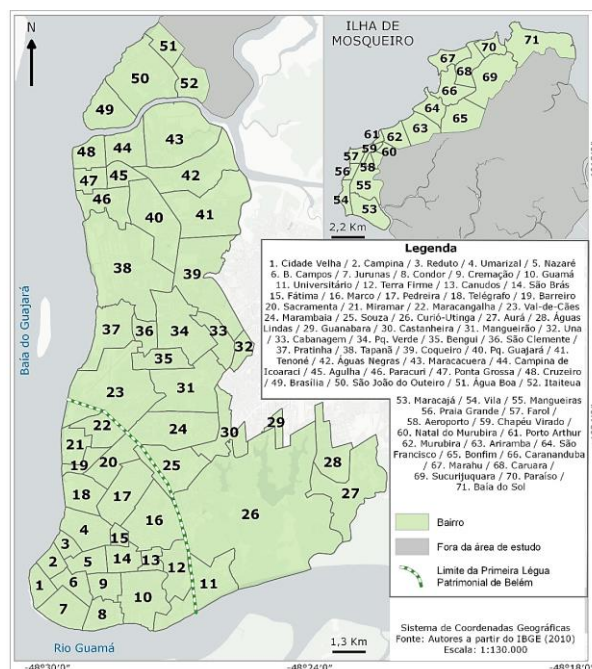 N
ILHA DE
MOSQUEIRO
51
50
52
49
71
70
67
68
69
66
64
65
61
62
63
59
60
57
58
56
55
54
53
2,2 Km
48
44
43
45
42
47
46
40
41
38
39
37
36
34
33
32
35
23
31
22
24
30
29
21
20
25
28
19
27
18
17
26
16
4
15
3
2
5
14
13
12
1
6
9
11
10
7
8
Baía do Guajará
Rio Guamá
Legenda
1. Cidade Velha / 2. Campina / 3. Reduto / 4. Umarizal / 5. Nazaré
6. B. Campos / 7. Jurunas / 8. Condor / 9. Cremação / 10. Guamá
11. Universitário / 12. Terra Firme / 13. Canudos / 14. São Brás
15. Fátima / 16. Marco / 17. Pedreira / 18. Telégrafo / 19. Barreiro
20. Sacramenta / 21. Miramar / 22. Maracangalha / 23. Val-de-Cães
24. Marambaia / 25. Souza / 26. Curió-Utinga / 27. Aurá / 28. Águas
Lindas / 29. Guanabara / 30. Castanheira / 31. Mangueirão / 32. Una
/ 33. Cabanagem / 34. Pq. Verde / 35. Bengui / 36. São Clemente /
37. Pratinha / 38. Tapanã / 39. Coqueiro / 40. Pq. Guajará / 41.
Tenoné / 42. Águas Negras / 43. Maracacuera / 44. Campina de
Icoaraci / 45. Agulha / 46. Paracuri / 47. Ponta Grossa / 48. Cruzeiro
/ 49. Brasília / 50. São João do Outeiro / 51. Água Boa / 52. Itaiteua
53. Maracajá / 54. Vila / 55. Mangueiras
56. Praia Grande / 57. Farol /
58. Aeroporto / 59. Chapéu Virado /
60. Natal do Murubira / 61. Porto Arthur
62. Murubira / 63. Ariramba / 64. São
Francisco / 65. Bonfim / 66. Carananduba
/ 67. Marahu / 68. Caruara /
69. Sucurijuquara / 70. Paraíso /
71. Baía do Sol
Bairro
Fora da área de estudo
Limite da Primeira Légua
Patrimonial de Belém
Sistema de Coordenadas Geográficas
Fonte: Autores a partir do IBGE (2010)
Escala: 1:130.000
1,3 Km
-48°30'0"
-48°24'0"